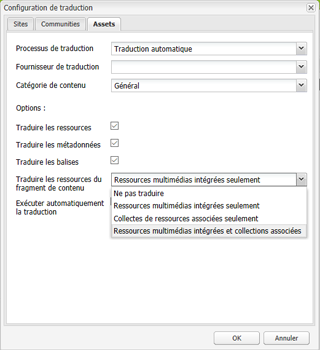 Configuration de traduction
Sites Communities Assets
Processus de traduction Traduction automatique
Fournisseur de traduction
Catégorie de contenu Général
Options :
Traduire les ressources
Traduire les métadonnées
Traduire les balises
Traduire les ressources du fragment de contenu Ressources multimédias intégrées seulement
Ne pas traduire
Exécuter automatiquement la traduction Ressources multimédias intégrées seulement
Collectes de ressources associées seulement
Ressources multimédias intégrées et collections associées
OK Annuler